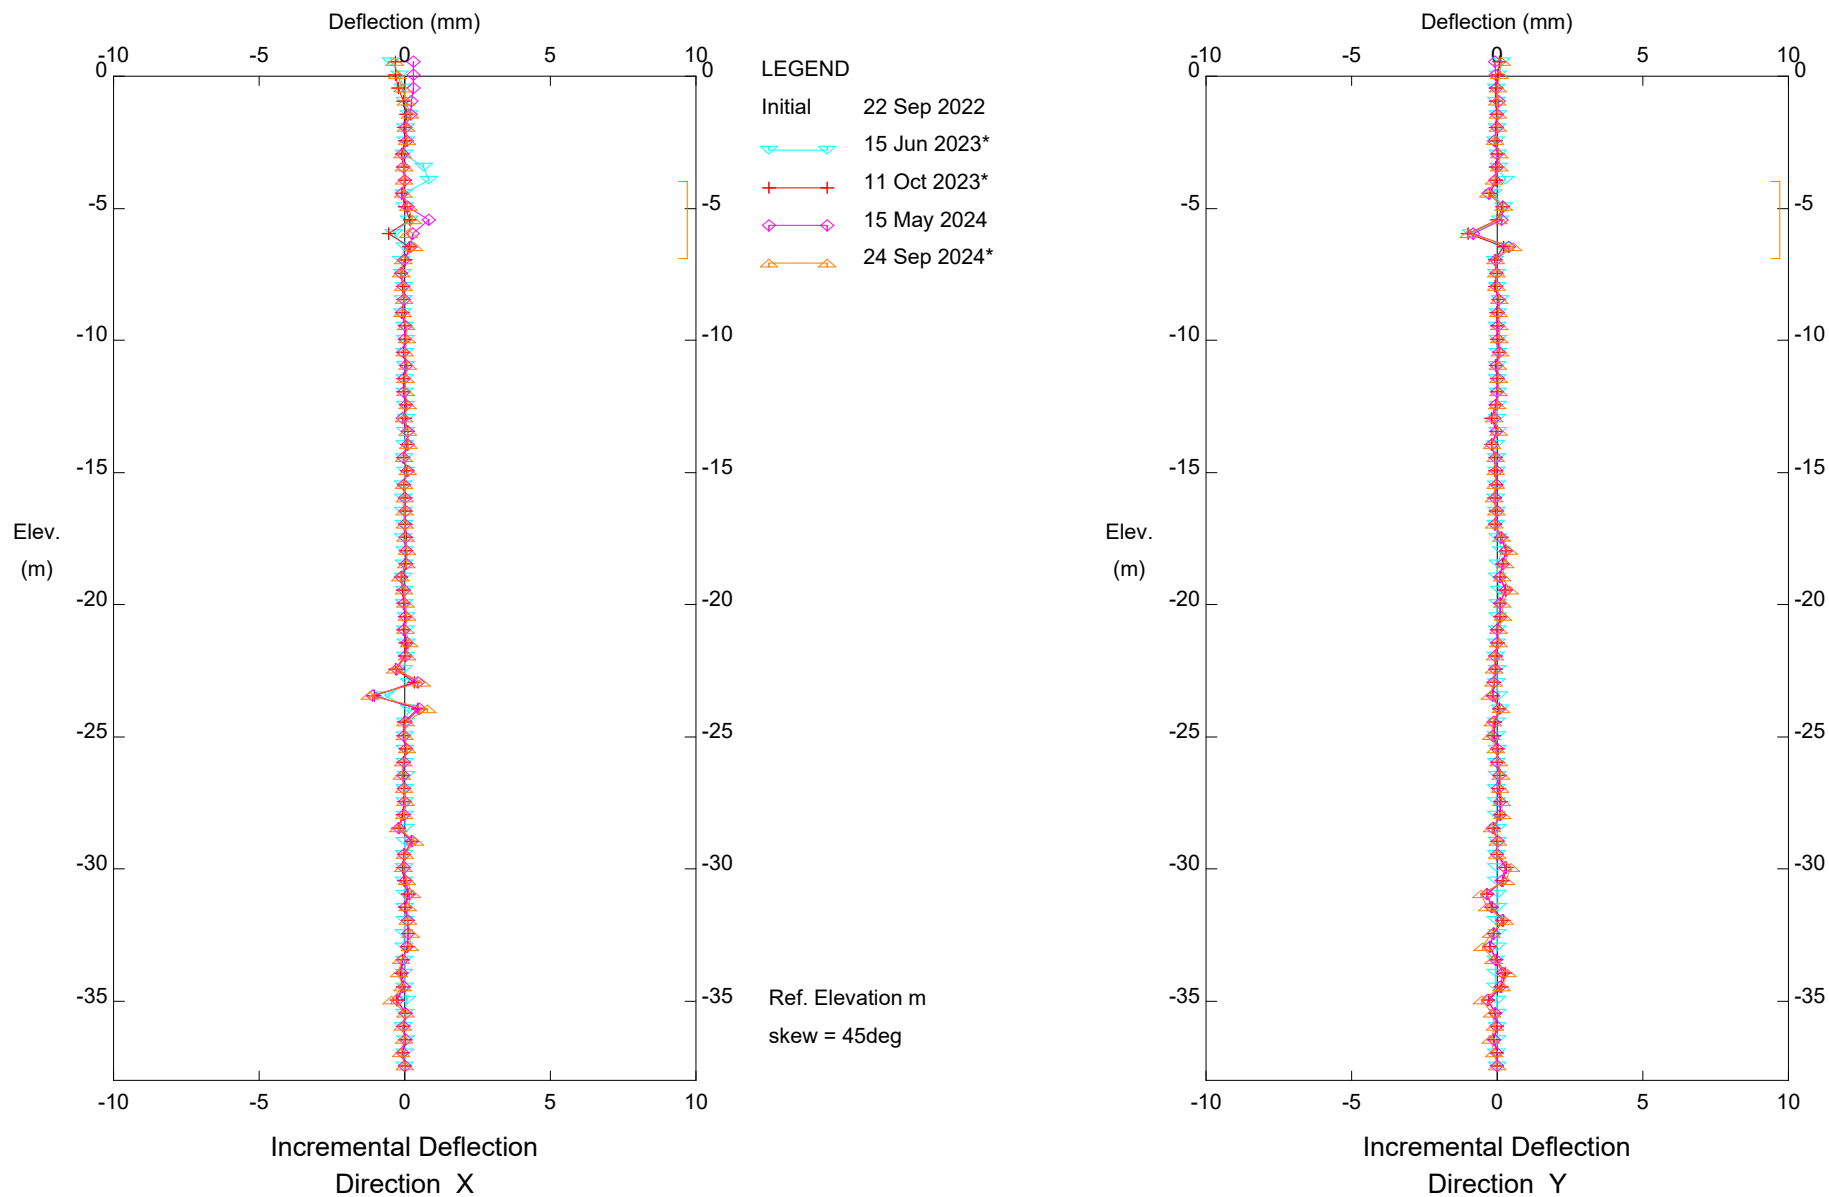 Deflection (mm)
-10 -5 0 5 10
0 0
-5 -5
-10 -10
-15 -15
Elev.
(m)
-20 -20
-25 -25
-30 -30
-35 -35
-10 -5 0 5 10
Incremental Deflection
Direction X
LEGEND
Initial 22 Sep 2022
15 Jun 2023*
11 Oct 2023*
15 May 2024
24 Sep 2024*
Ref. Elevation m
skew = 45deg
Deflection (mm)
-10 -5 0 5 10
0 0
-5 -5
-10 -10
-15 -15
Elev.
(m)
-20 -20
-25 -25
-30 -30
-35 -35
-10 -5 0 5 10
Incremental Deflection
Direction Y